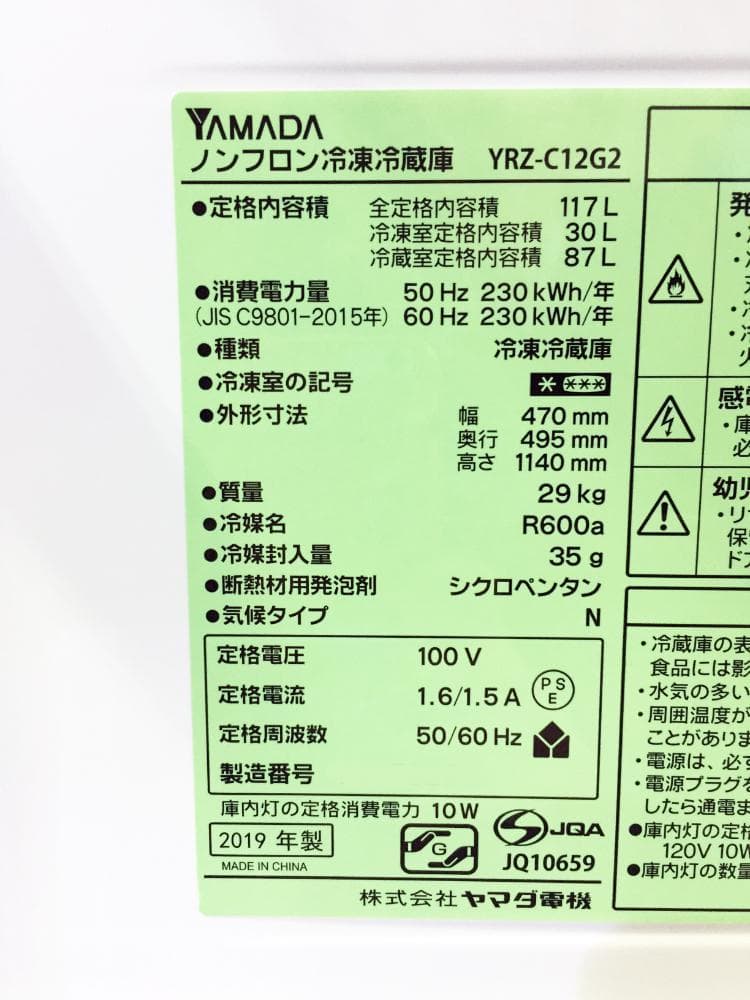 YAMADA
ノンフロン冷凍冷蔵庫 YRZ-C12G2
●定格内容積 全定格内容積 117 L
冷凍室定格内容積 30 L
冷蔵室定格内容積 87 L
●消費電力量 50 Hz 230 kWh/年
(JIS C9801-2015年) 60 Hz 230 kWh/年
●種類 冷凍冷蔵庫
●冷凍室の記号 * ***
●外形寸法 幅 470 mm
奥行 495 mm
高さ 1140 mm
●質量 29 kg
●冷媒名 R600a
●冷媒封入量 35 g
●断熱材用発泡剤 シクロペンタン
●気候タイプ N
定格電圧 100 V
定格電流 1.6/1.5 A PSE
定格周波数 50/60 Hz
製造番号
庫内灯の定格消費電力 10 W
2019 年製
MADE IN CHINA
G
JQA
JQ10659
株式会社 ヤマダ電機
発
感電
・庫
必
幼児
・リサ
保管
ドア
・冷蔵庫の表
食品には影
・水気の多い
・周囲温度が
ことがありま
・電源は、必ず
・電源プラグを
したら通電ま
●庫内灯の定格
120V 10W
●庫内灯の数量